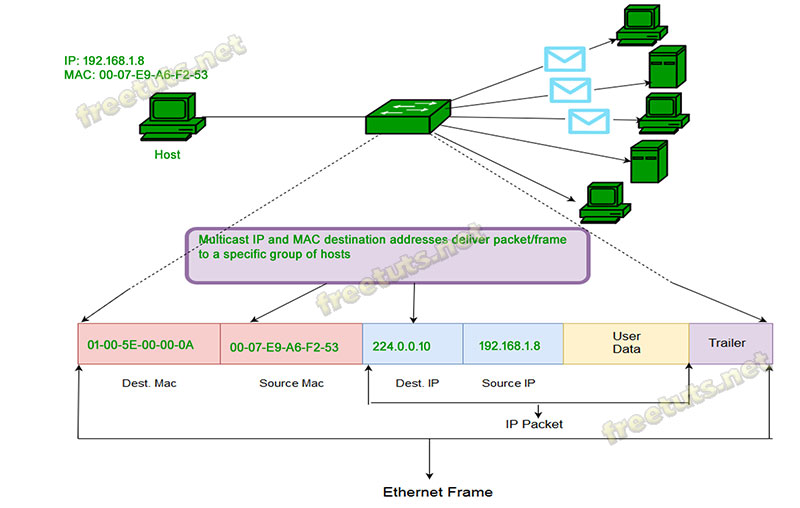 IP: 192.168.1.8
MAC: 00-07-E9-A6-F2-53
freetuts.net
Host
Multicast IP and MAC destination addresses deliver packet/frame
to a specific group of hosts
freetuts.net
01-00-5E-00-00-0A
00-07-E9-A6-F2-53
224.0.0.10
192.168.1.8
User
Data
Trailer
Dest. Mac
Source Mac
Dest. IP
Source IP
IP Packet
freetuts.net
Ethernet Frame